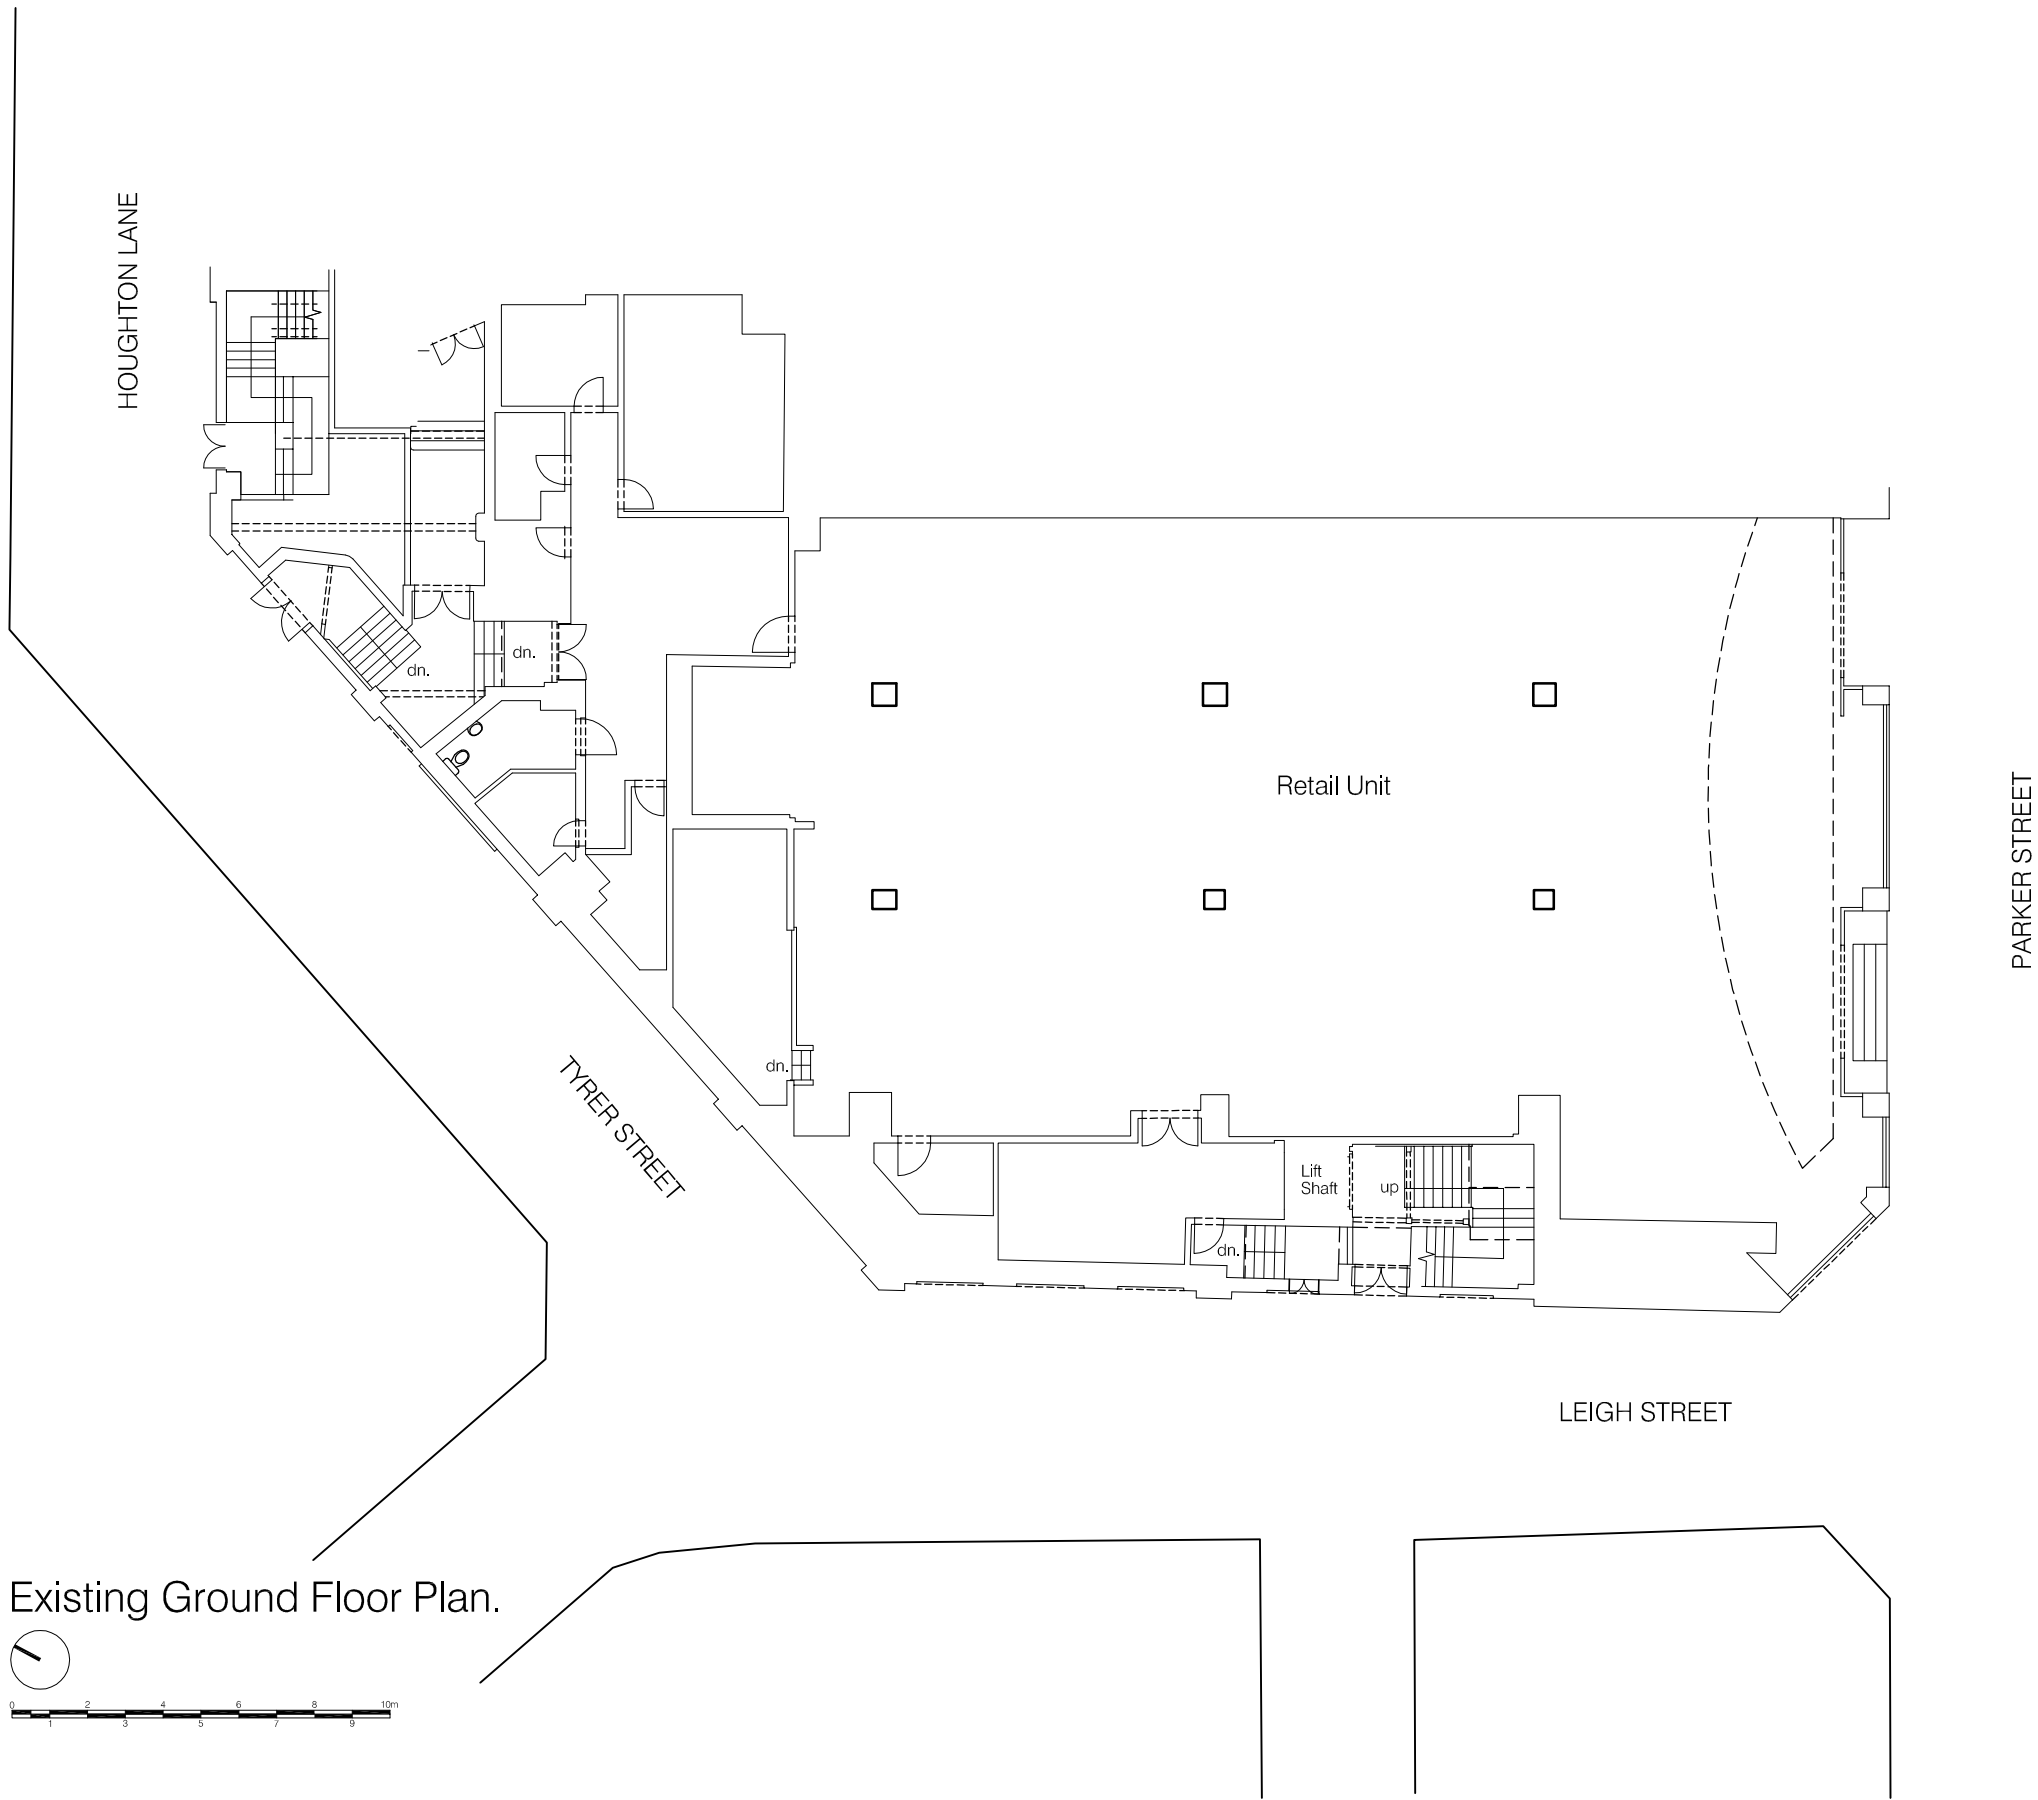 HOUGHTON LANE
dn.
dn.
Retail Unit
PARKER STREET
dn.
TYRER STREET
Lift
Shaft
up
dn.
LEIGH STREET
Existing Ground Floor Plan.
0 2 4 6 8 10m
1 3 5 7 9